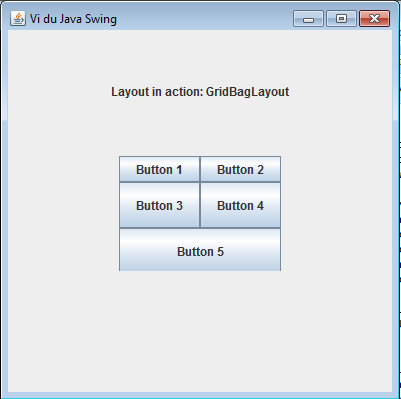 Vi du Java Swing
Layout in action: GridBagLayout
Button 1 Button 2
Button 3 Button 4
Button 5